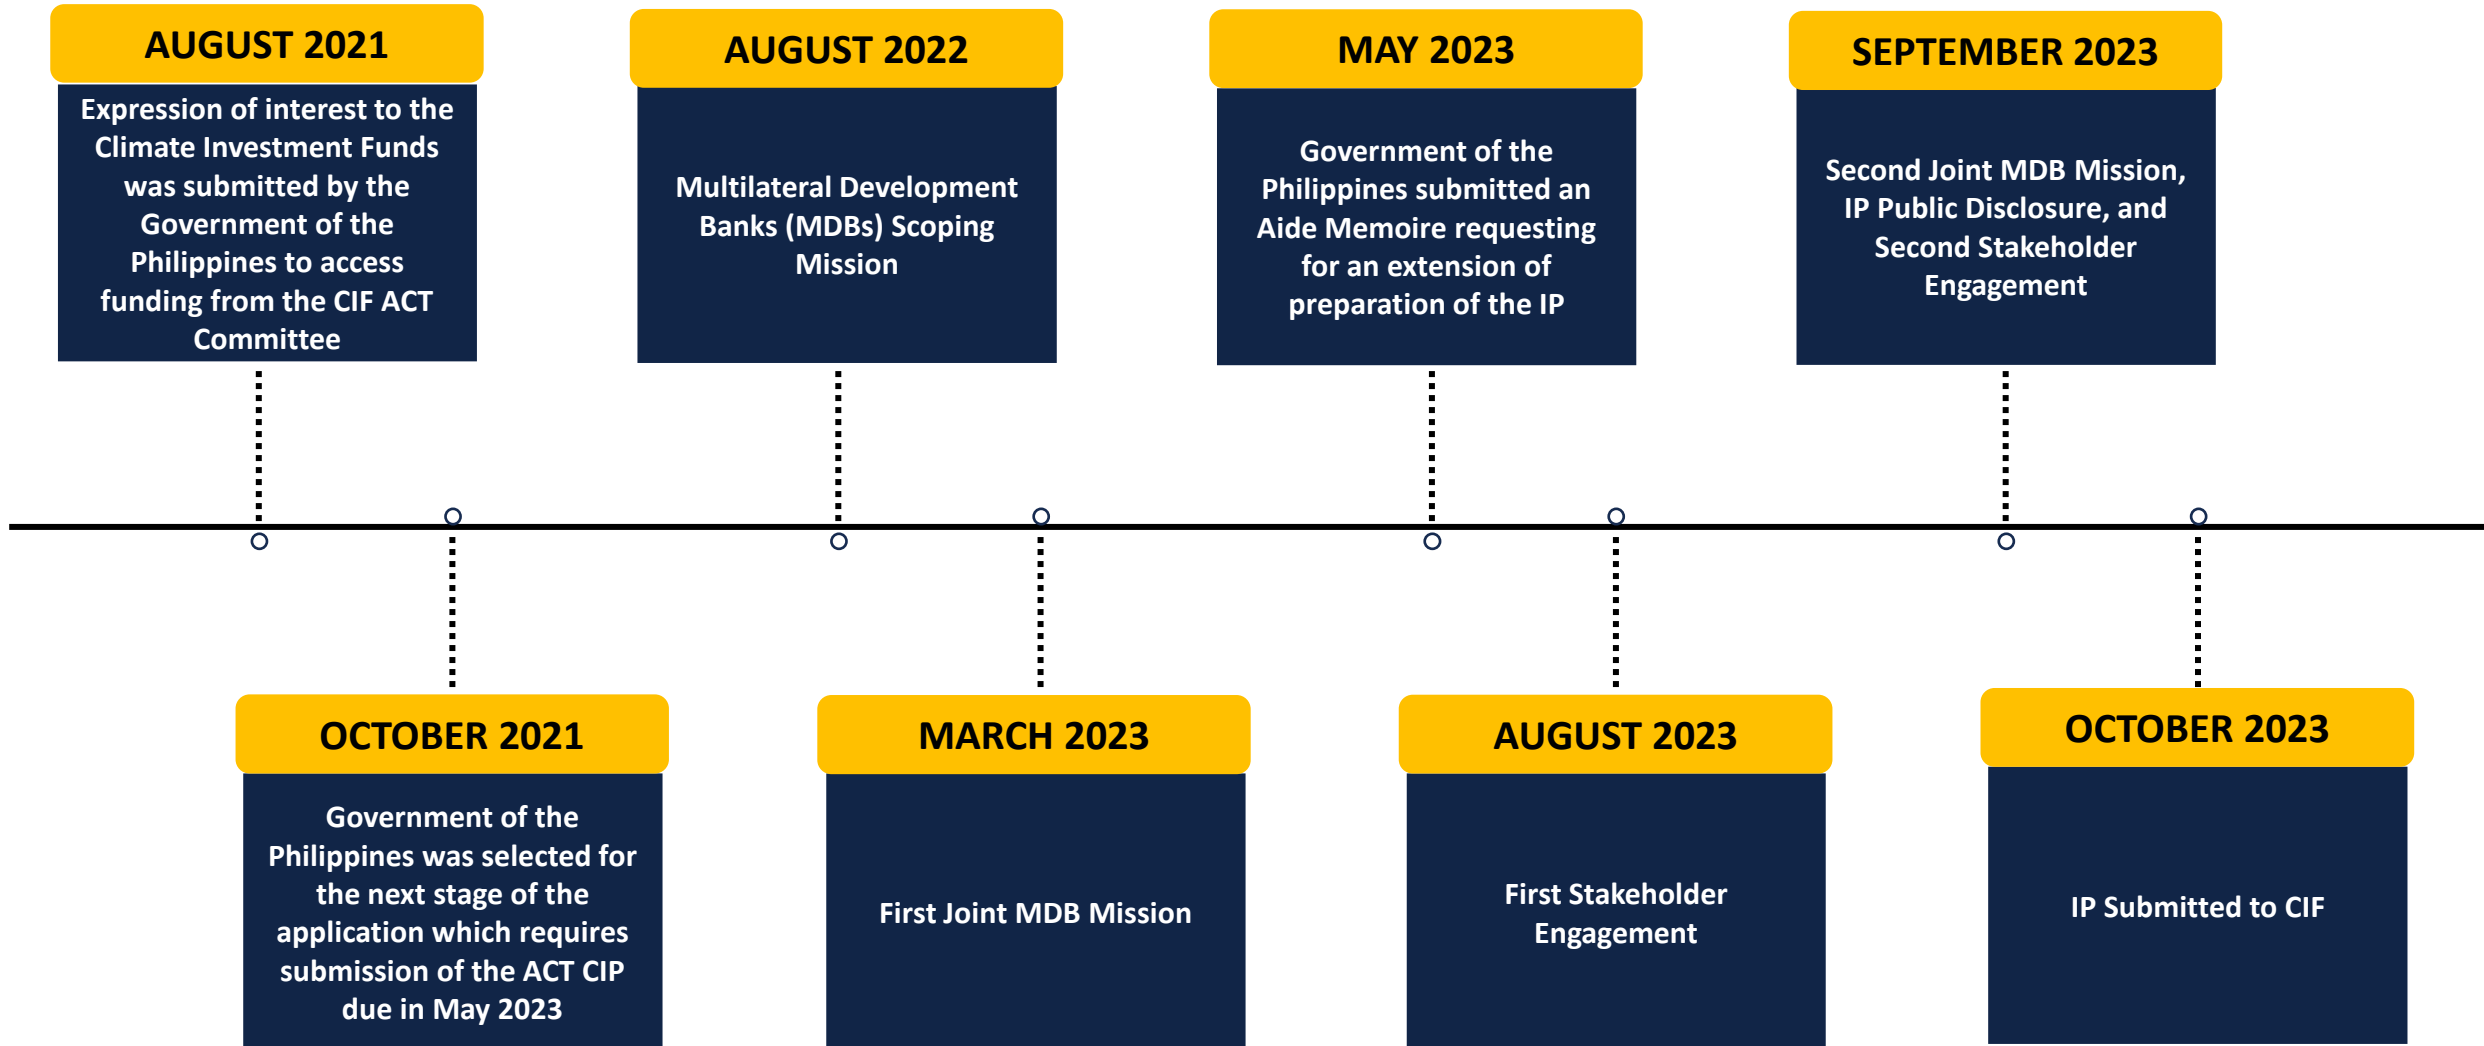 AUGUST 2021
Expression of interest to the
Climate Investment Funds
was submitted by the
Government of the
Philippines to access
funding from the CIF ACT
Committee
OCTOBER 2021
Government of the
Philippines was selected for
the next stage of the
application which requires
submission of the ACT CIP
due in May 2023
AUGUST 2022
Multilateral Development
Banks (MDBs) Scoping
Mission
MARCH 2023
First Joint MDB Mission
MAY 2023
Government of the
Philippines submitted an
Aide Memoire requesting
for an extension of
preparation of the IP
AUGUST 2023
First Stakeholder
Engagement
SEPTEMBER 2023
Second Joint MDB Mission,
IP Public Disclosure, and
Second Stakeholder
Engagement
OCTOBER 2023
IP Submitted to CIF